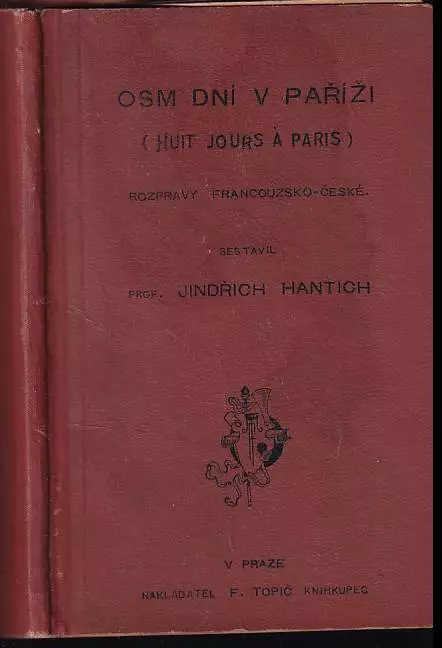 OSM DNÍ V PAŘÍŽI
(HUIT JOURS À PARIS)
ROZPRAVY FRANCOUZSKO-ČESKÉ.
SESTAVIL
PROF. JINDŘICH HANTICH
V PRAZE
NAKLADATEL F. TOPIČ KNIHKUPEC